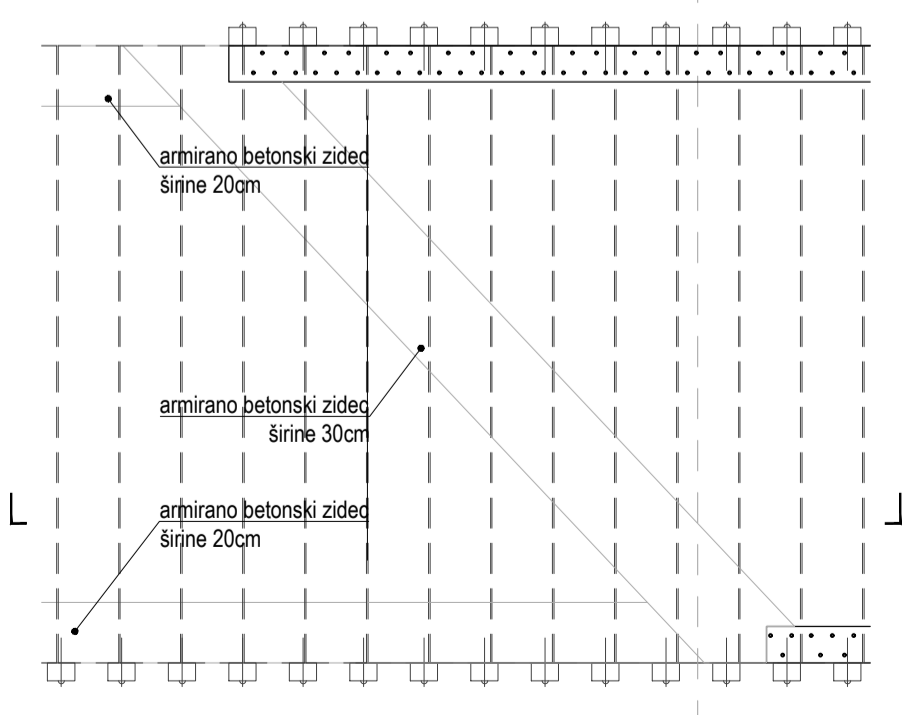 armirano betonski zidec
širine 20cm
armirano betonski zidec
širine 30cm
armirano betonski zidec
širine 20cm